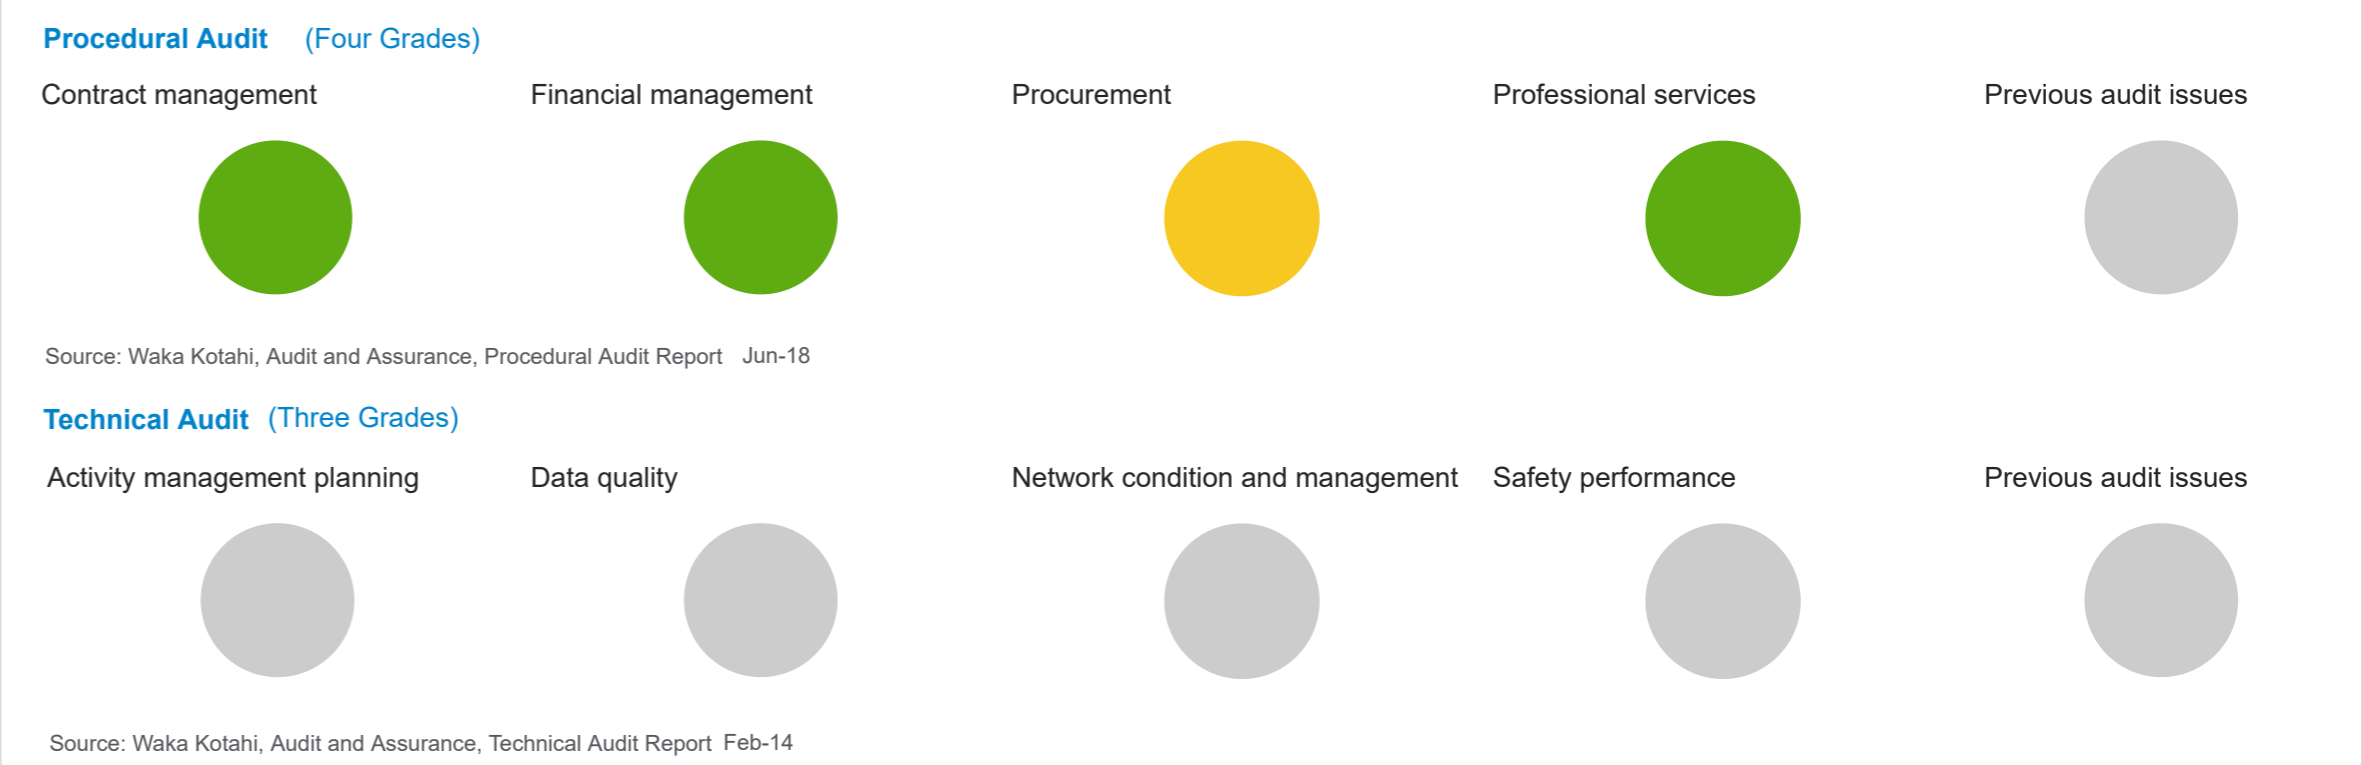 Procedural Audit (Four Grades)
Contract management
Financial management
Procurement
Professional services
Previous audit issues
Source: Waka Kotahi, Audit and Assurance, Procedural Audit Report Jun-18
Technical Audit (Three Grades)
Activity management planning
Data quality
Network condition and management
Safety performance
Previous audit issues
Source: Waka Kotahi, Audit and Assurance, Technical Audit Report Feb-14